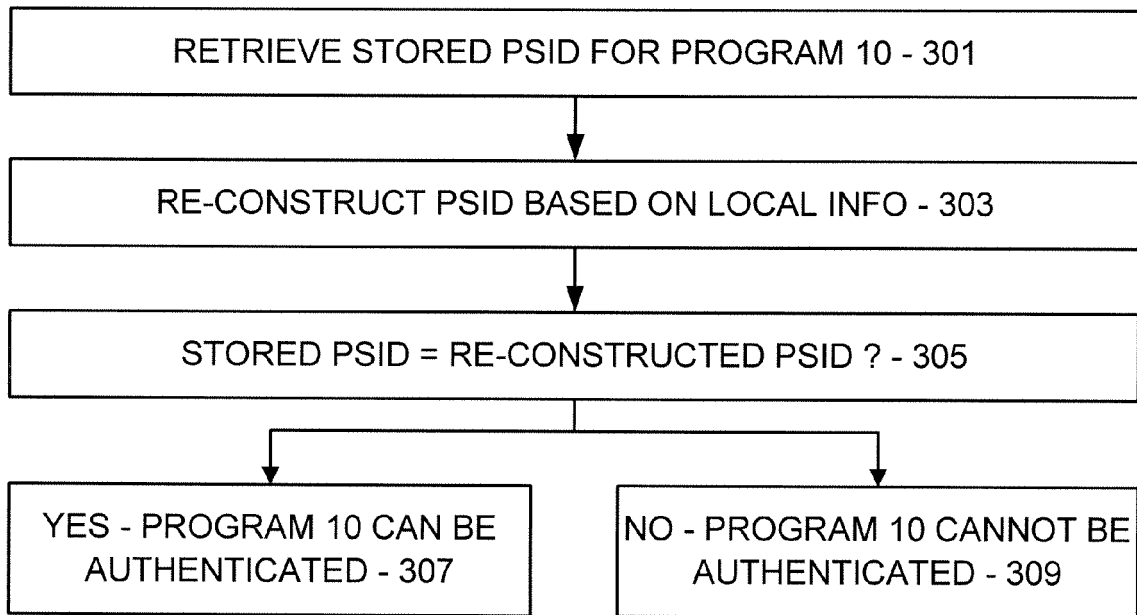 RETRIEVE STORED PSID FOR PROGRAM 10 - 301
RE-CONSTRUCT PSID BASED ON LOCAL INFO - 303
STORED PSID = RE-CONSTRUCTED PSID ? - 305
YES - PROGRAM 10 CAN BE
AUTHENTICATED - 307
NO - PROGRAM 10 CANNOT BE
AUTHENTICATED - 309